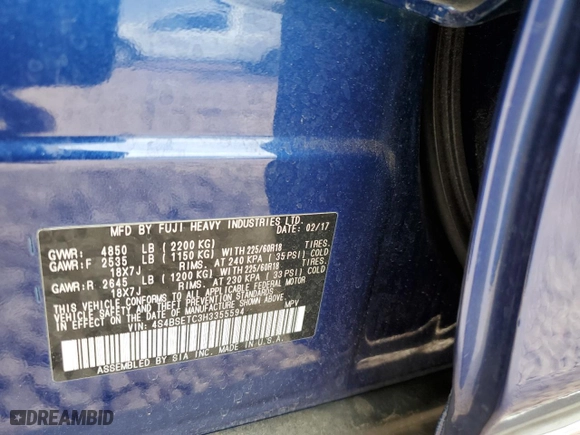 MFD BY FUJI HEAVY INDUSTRIES LTD.
DATE: 02/17
GVWR: 4850 LB (2200 KG)
GAWR:F 2535 LB (1150 KG) WITH 225/60R18 TIRES.
18X7J RIMS. AT 240 KPA (35 PSI) COLD
GAWR:R 2645 LB (1200 KG) WITH 225/60R18 TIRES.
18X7J RIMS. AT 230 KPA (33 PSI) COLD
THIS VEHICLE CONFORMS TO ALL APPLICABLE FEDERAL MOTOR
VEHICLE SAFETY AND THEFT PREVENTION STANDARDS IN EFFECT
ON THE DATE OF MANUFACTURE SHOWN ABOVE.
VIN: 4S4BSETC3H3355594 MPV
ASSEMBLED BY SIA INC. MADE IN U.S.A.
DREAMBID